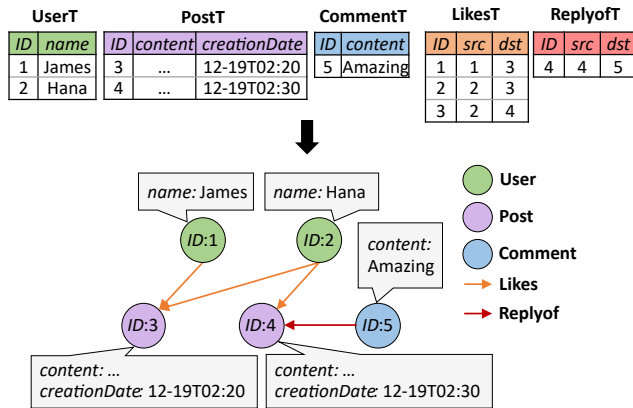 UserT PostT CommentT LikesT ReplyofT
ID name ID content creationDate ID content ID src dst ID src dst
1 James 3 ... 12-19T02:20 5 Amazing 1 1 3 4 4 5
2 Hana 4 ... 12-19T02:30 2 2 3
3 2 4
name: James name: Hana
User
Post
Comment
Likes
Replyof
ID:1 ID:2 content:
Amazing
ID:3 ID:4 ID:5
content: ...
creationDate: 12-19T02:20
content: ...
creationDate: 12-19T02:30